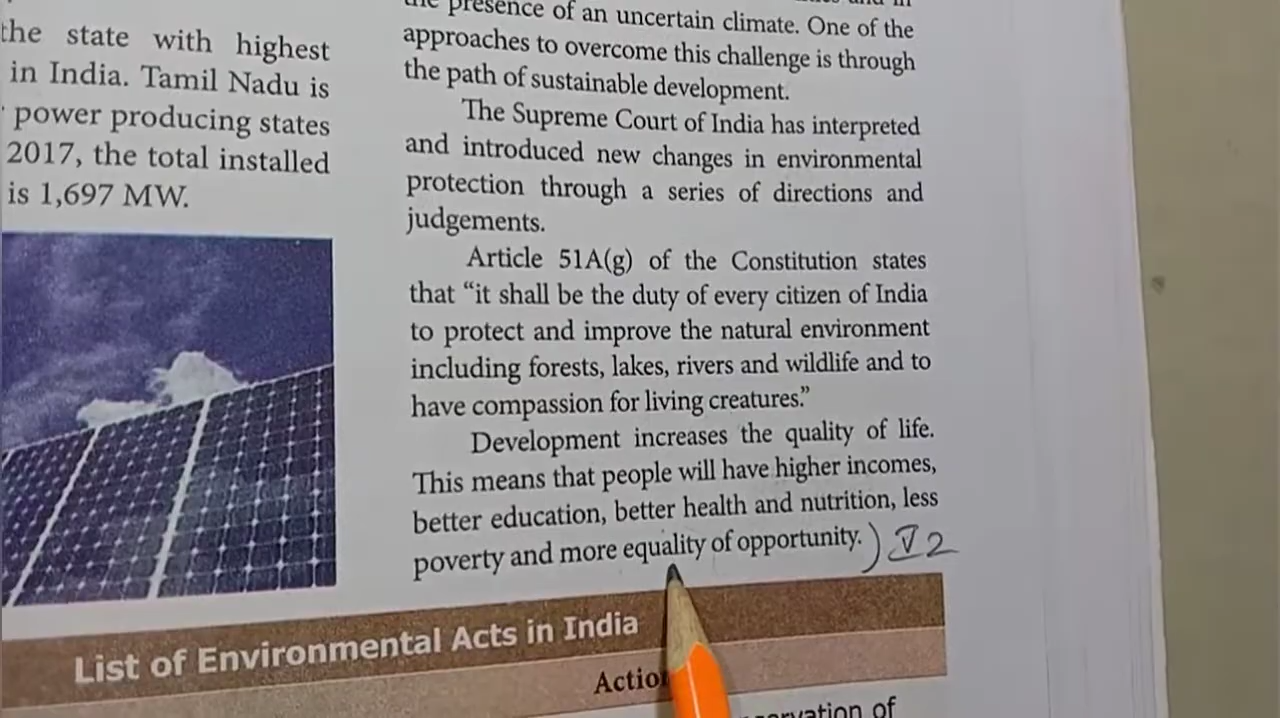 the state with highest
in India. Tamil Nadu is
power producing states
2017, the total installed
is 1,697 MW.
the presence of an uncertain climate. One of the
approaches to overcome this challenge is through
the path of sustainable development.
The Supreme Court of India has interpreted
and introduced new changes in environmental
protection through a series of directions and
judgements.
Article 51A(g) of the Constitution states
that “it shall be the duty of every citizen of India
to protect and improve the natural environment
including forests, lakes, rivers and wildlife and to
have compassion for living creatures.”
Development increases the quality of life.
This means that people will have higher incomes,
better education, better health and nutrition, less
poverty and more equality of opportunity. ) V 2
List of Environmental Acts in India
Actio
of